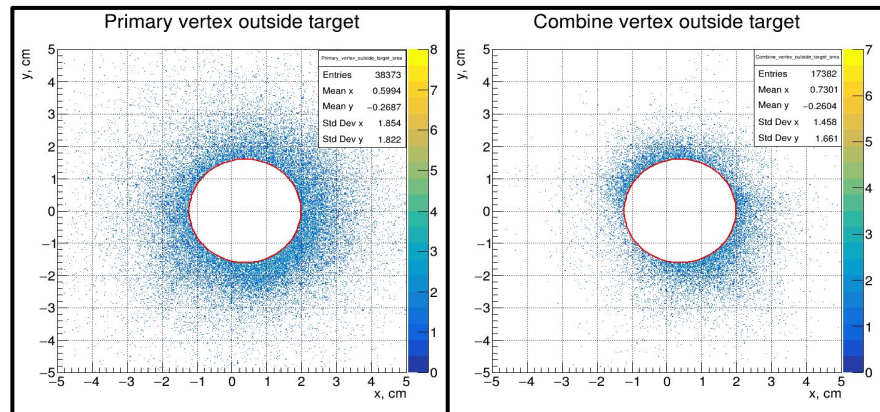 Primary vertex outside target
y, cm
5
4
3
2
1
0
−1
−2
−3
−4
−5
−5 −4 −3 −2 −1 0 1 2 3 4 5
x, cm
Primary_vertex_outside_target_area
Entries 38373
Mean x 0.5994
Mean y −0.2687
Std Dev x 1.854
Std Dev y 1.822
8
7
6
5
4
3
2
1
0
Combine vertex outside target
y, cm
5
4
3
2
1
0
−1
−2
−3
−4
−5
−5 −4 −3 −2 −1 0 1 2 3 4 5
x, cm
Combine_vertex_outside_target_area
Entries 17382
Mean x 0.7301
Mean y −0.2604
Std Dev x 1.458
Std Dev y 1.661
7
6
5
4
3
2
1
0